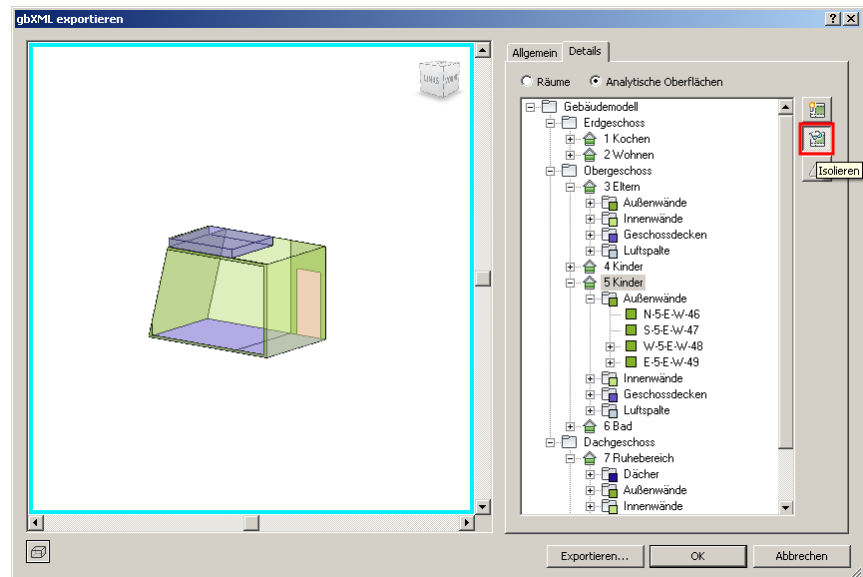 gbXML exportieren
LINKS
Allgemein Details
Räume Analytische Oberflächen
Gebäudemodell
Erdgeschoss
1 Kochen
2 Wohnen
Obergeschoss
3 Eltern
Außenwände
Innenwände
Geschossdecken
Luftspalte
4 Kinder
5 Kinder
Außenwände
N-5-E-W-46
S-5-E-W-47
W-5-E-W-48
E-5-E-W-49
Innenwände
Geschossdecken
Luftspalte
6 Bad
Dachgeschoss
7 Ruhebereich
Dächer
Außenwände
Innenwände
Isolieren
Exportieren... OK Abbrechen